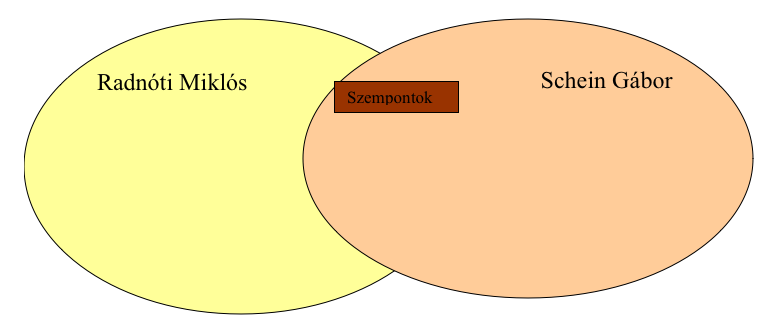 Radnóti Miklós
Schein Gábor
Szempontok